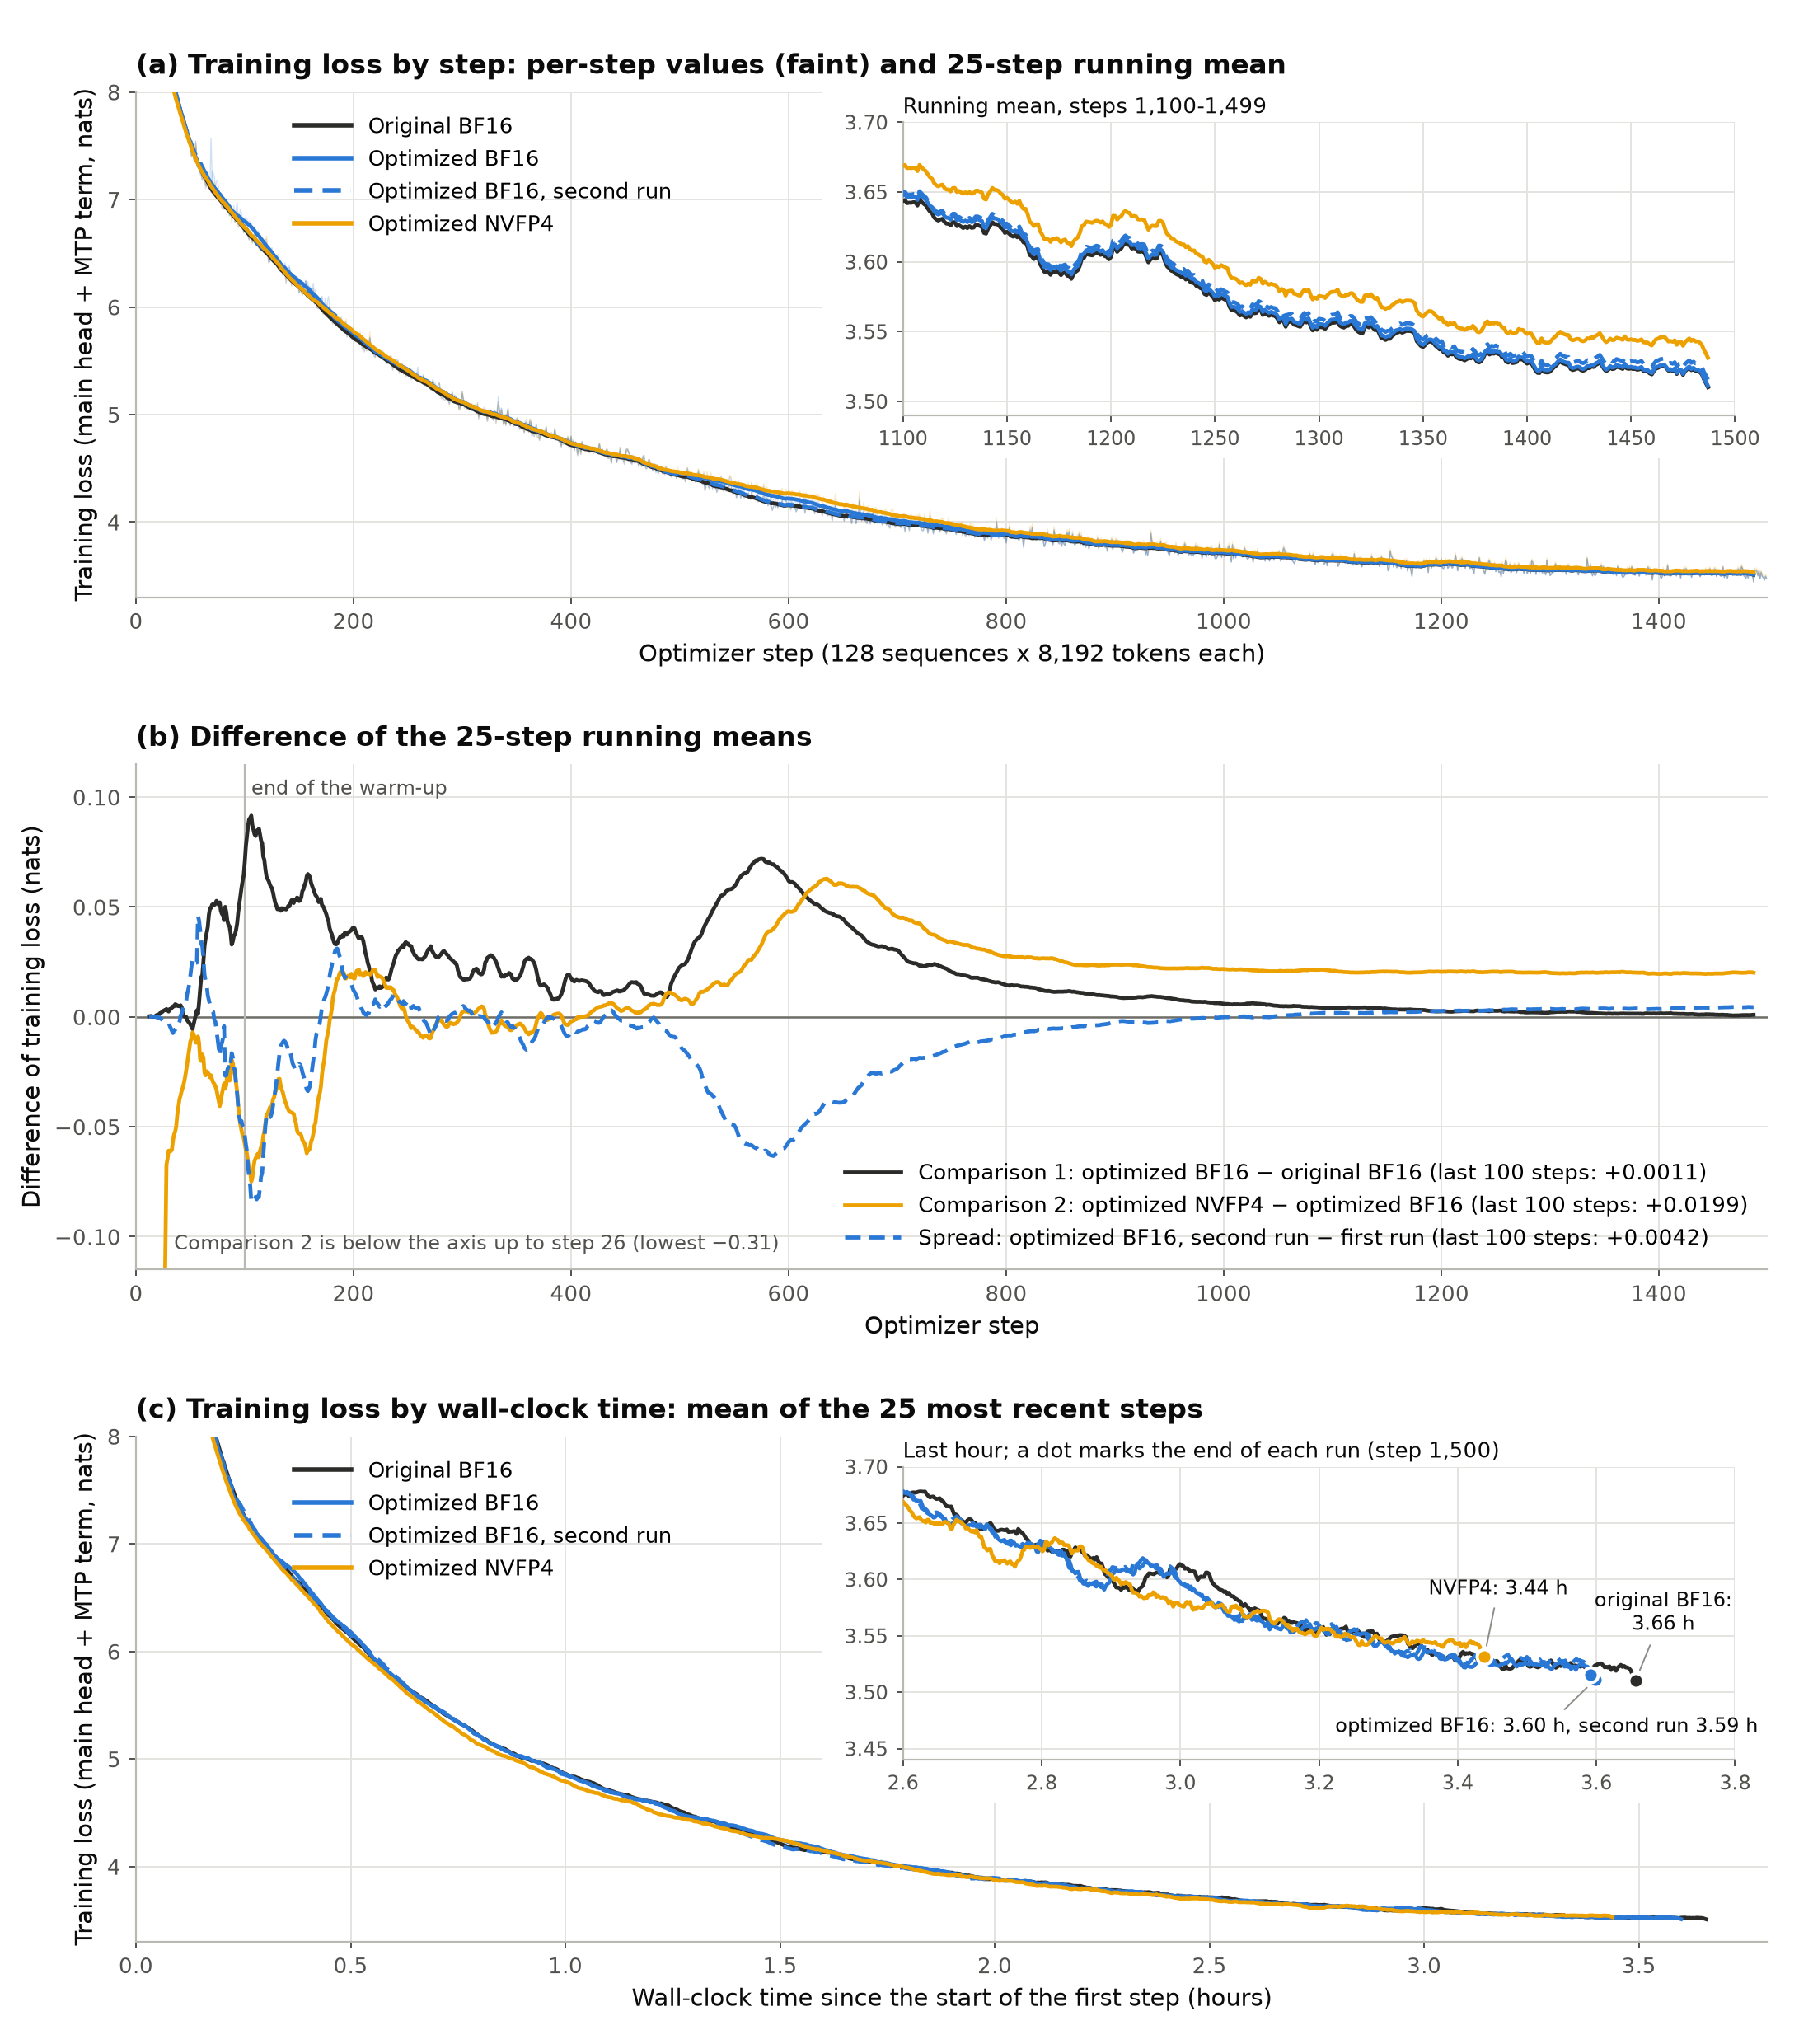 (a) Training loss by step: per-step values (faint) and 25-step running mean
Training loss (main head + MTP term, nats)
8
7
6
5
4
Original BF16
Optimized BF16
Optimized BF16, second run
Optimized NVFP4
Running mean, steps 1,100-1,499
3.70
3.65
3.60
3.55
3.50
1100 1150 1200 1250 1300 1350 1400 1450 1500
0 200 400 600 800 1000 1200 1400
Optimizer step (128 sequences x 8,192 tokens each)
(b) Difference of the 25-step running means
Difference of training loss (nats)
0.10
0.05
0.00
−0.05
−0.10
end of the warm-up
Comparison 2 is below the axis up to step 26 (lowest −0.31)
Comparison 1: optimized BF16 − original BF16 (last 100 steps: +0.0011)
Comparison 2: optimized NVFP4 − optimized BF16 (last 100 steps: +0.0199)
Spread: optimized BF16, second run − first run (last 100 steps: +0.0042)
0 200 400 600 800 1000 1200 1400
Optimizer step
(c) Training loss by wall-clock time: mean of the 25 most recent steps
Training loss (main head + MTP term, nats)
8
7
6
5
4
Original BF16
Optimized BF16
Optimized BF16, second run
Optimized NVFP4
Last hour; a dot marks the end of each run (step 1,500)
3.70
3.65
3.60
3.55
3.50
3.45
NVFP4: 3.44 h
original BF16:
3.66 h
optimized BF16: 3.60 h, second run 3.59 h
2.6 2.8 3.0 3.2 3.4 3.6 3.8
0.0 0.5 1.0 1.5 2.0 2.5 3.0 3.5
Wall-clock time since the start of the first step (hours)